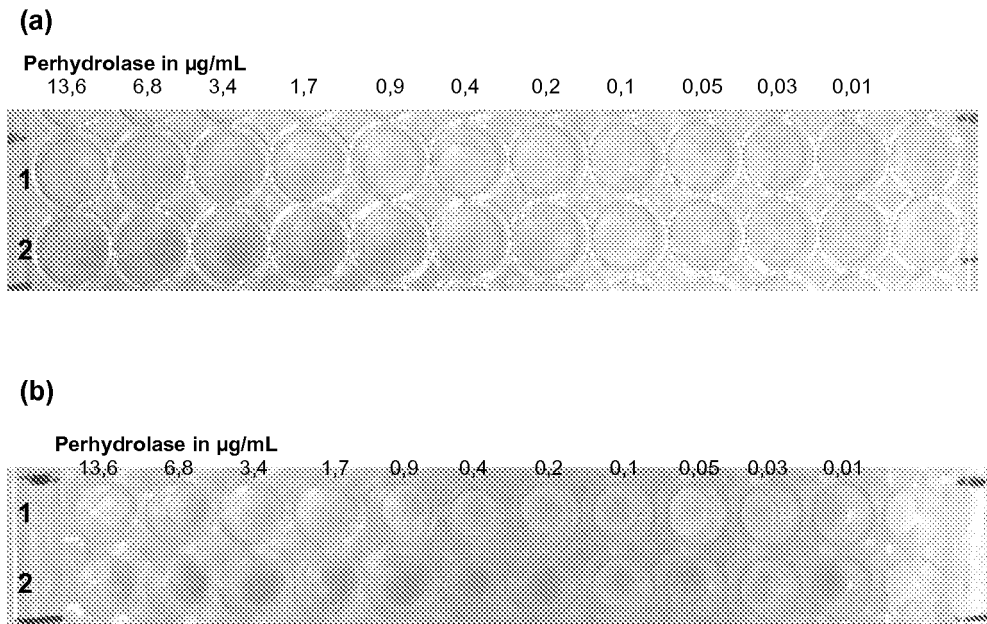 (a)
Perhydrolase in µg/mL
13,6 6,8 3,4 1,7 0,9 0,4 0,2 0,1 0,05 0,03 0,01
1
2
(b)
Perhydrolase in µg/mL
13,6 6,8 3,4 1,7 0,9 0,4 0,2 0,1 0,05 0,03 0,01
1
2